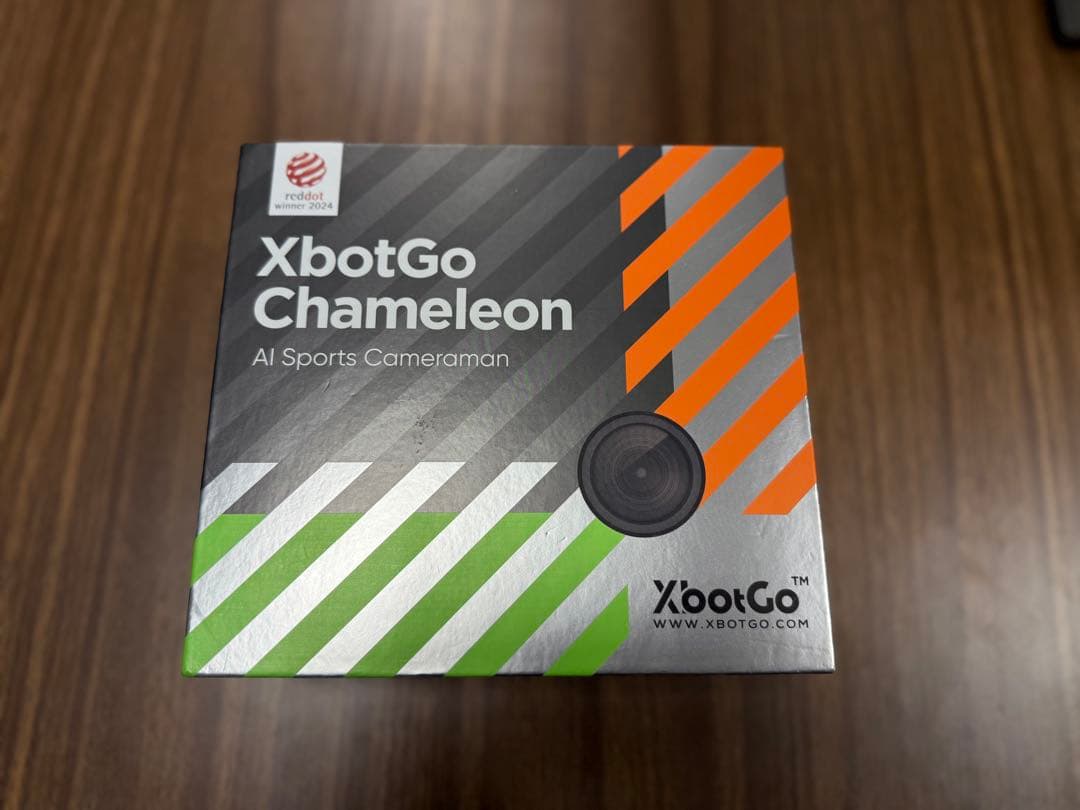 reddot
winner 2024
XbotGo
Chameleon
AI Sports Cameraman
XbotGo™
WWW.XBOTGO.COM